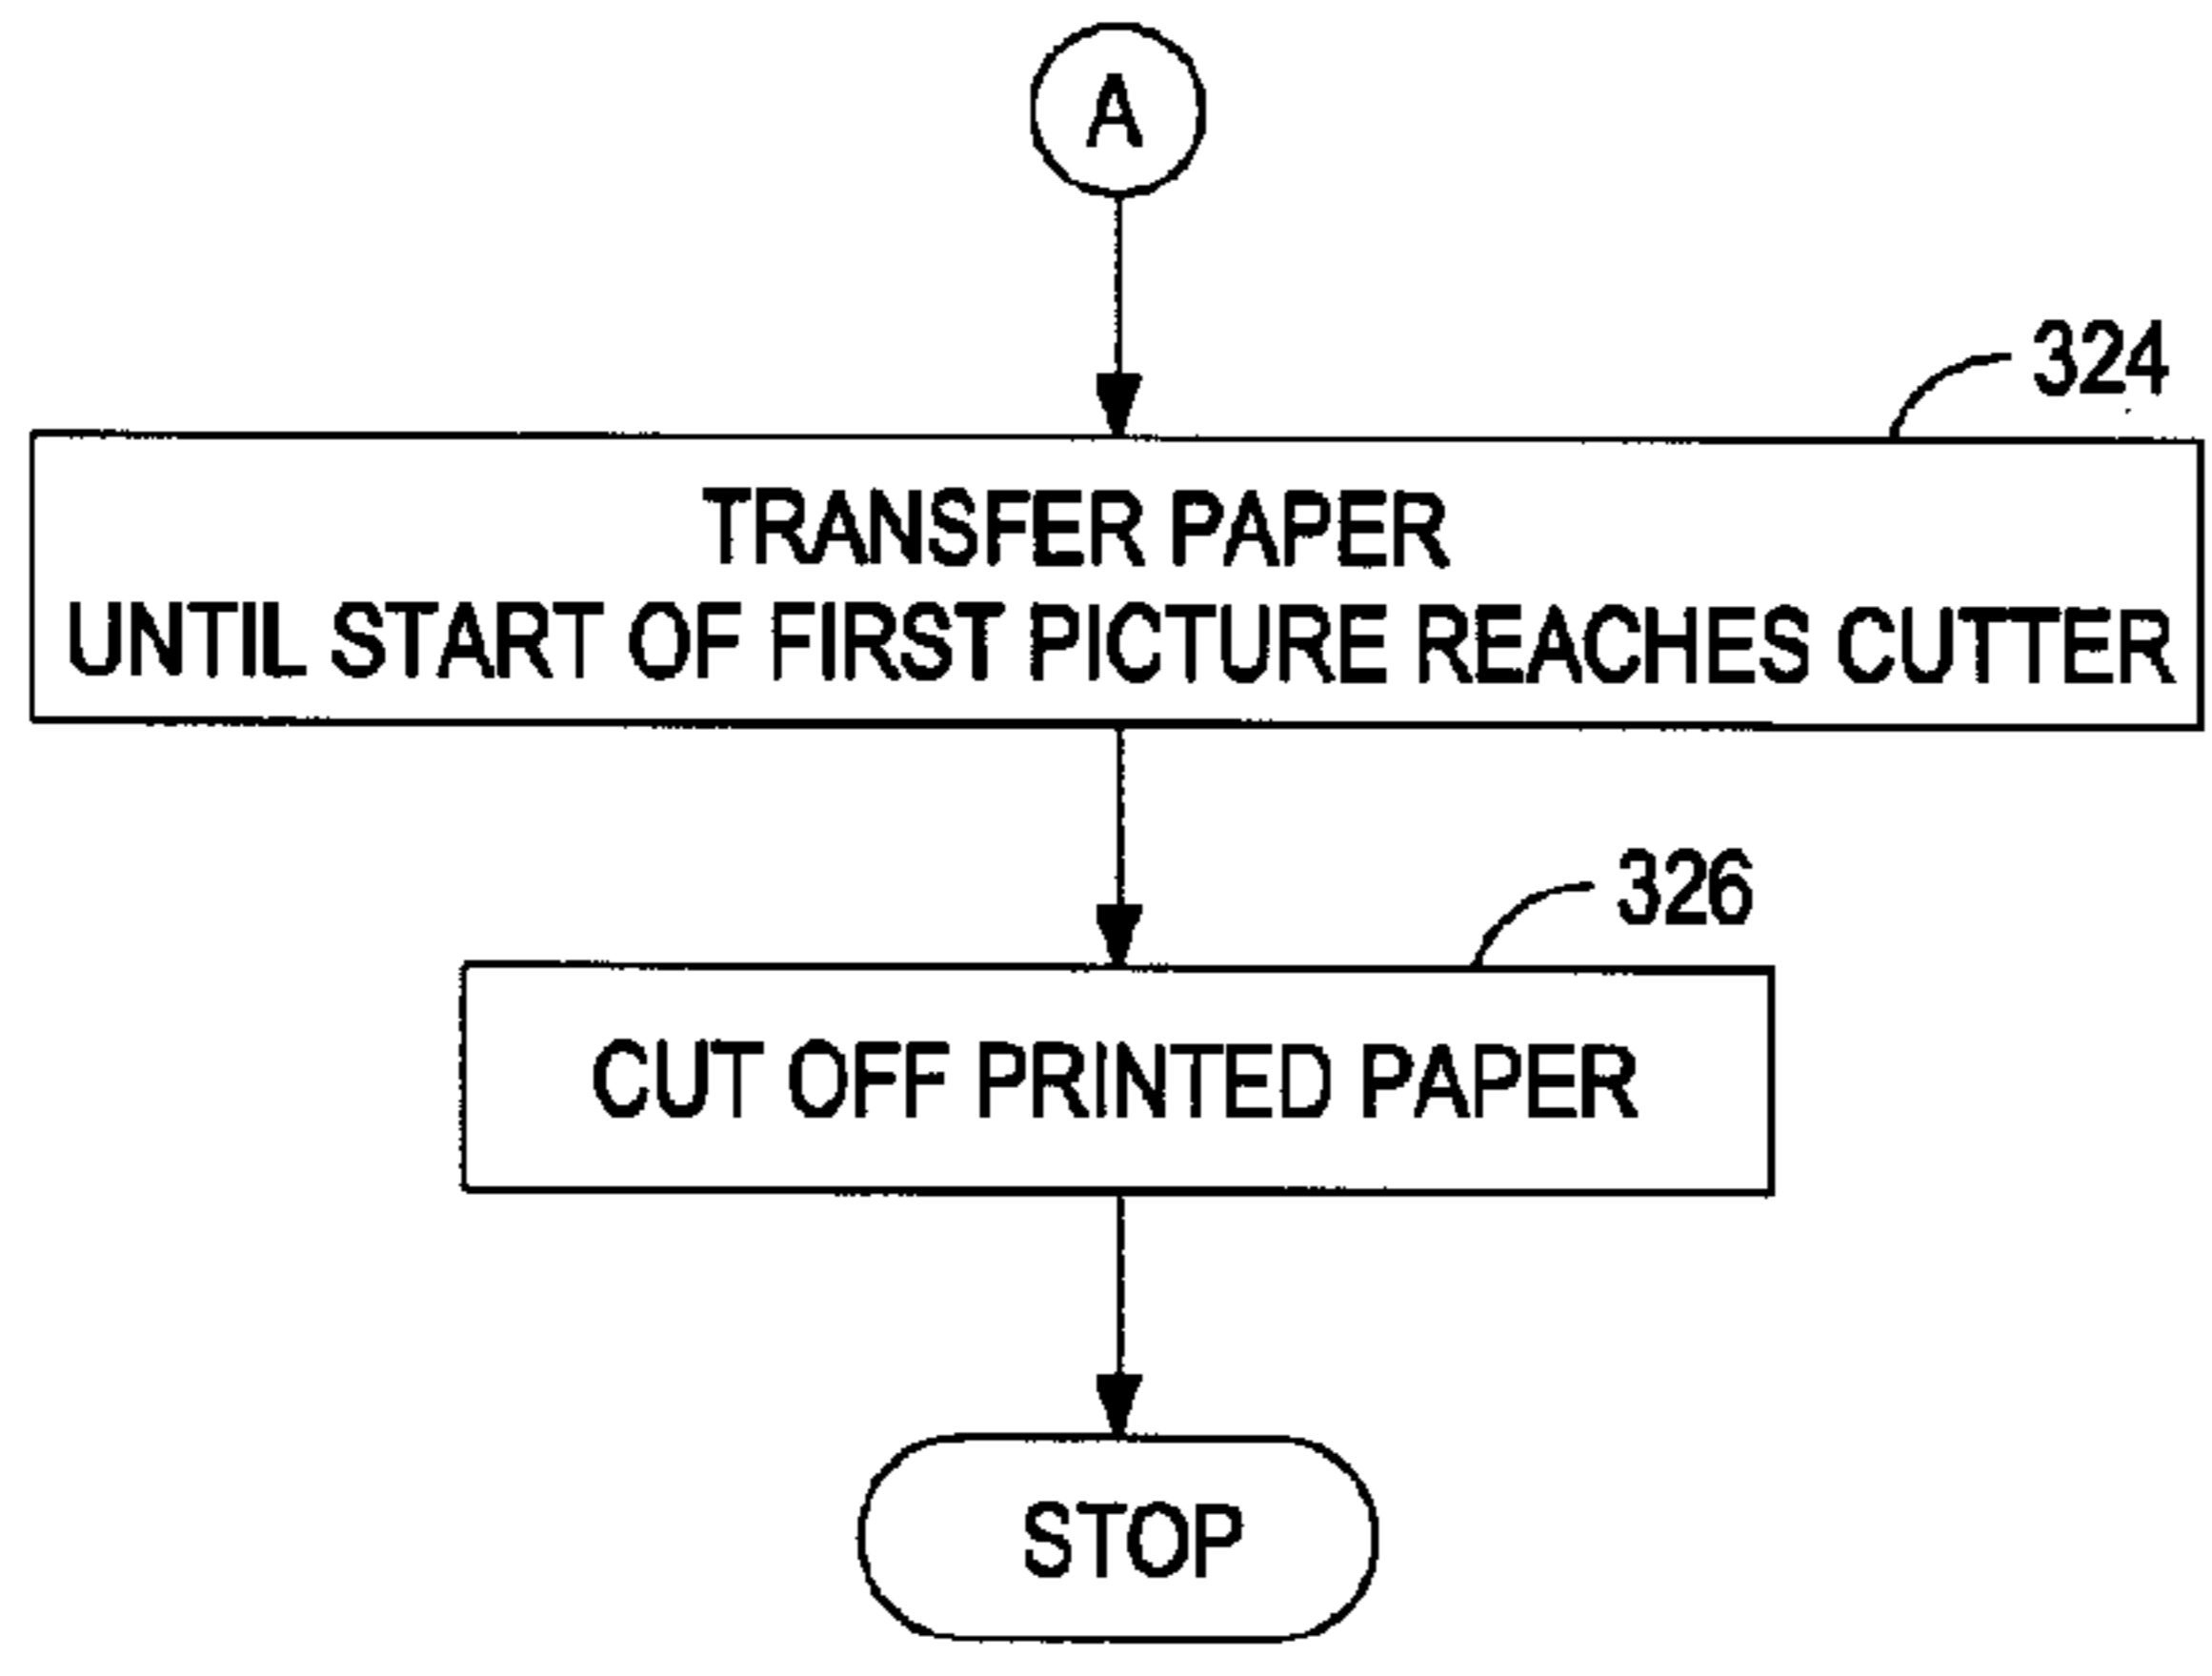 A
324
TRANSFER PAPER
UNTIL START OF FIRST PICTURE REACHES CUTTER
326
CUT OFF PRINTED PAPER
STOP